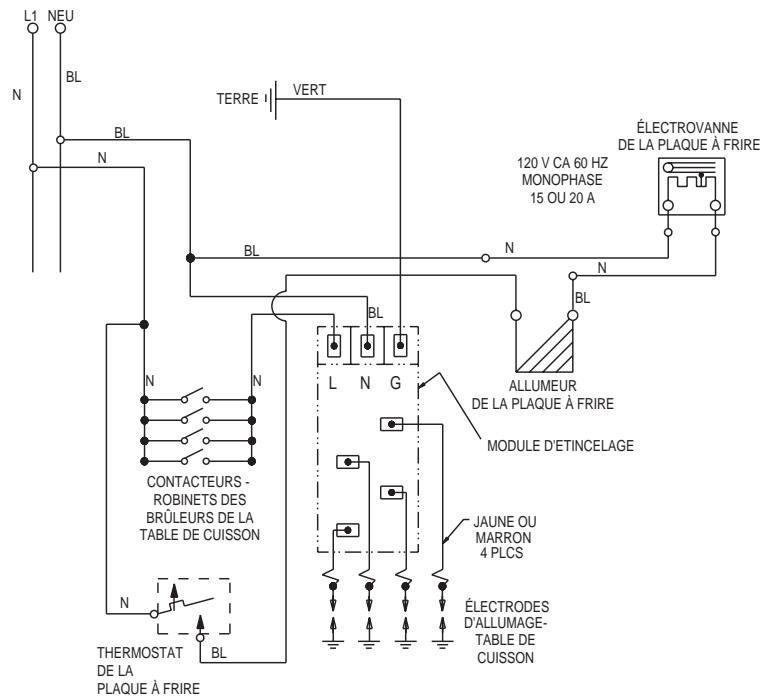 L1 NEU
N
BL
BL
N
TERRE
VERT
ÉLECTROVANNE
DE LA PLAQUE À FRIRE
120 V CA 60 HZ
MONOPHASE
15 OU 20 A
BL
N
N
BL
BL
L N G
N
N
ALLUMEUR
DE LA PLAQUE À FRIRE
MODULE D'ETINCELAGE
CONTACTEURS -
ROBINETS DES
BRÛLEURS DE LA
TABLE DE CUISSON
JAUNE OU
MARRON
4 PLCS
N
BL
THERMOSTAT
DE LA
PLAQUE À FRIRE
ÉLECTRODES
D'ALLUMAGE-
TABLE DE
CUISSON